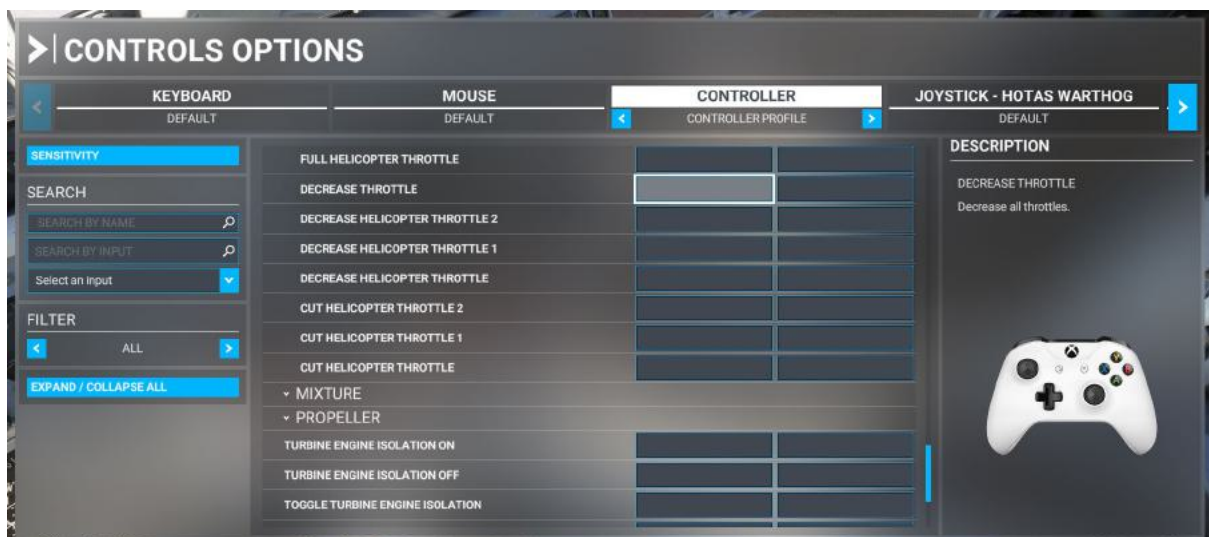 CONTROLS OPTIONS
KEYBOARD
DEFAULT
MOUSE
DEFAULT
CONTROLLER
CONTROLLER PROFILE
JOYSTICK - HOTAS WARTHOG
DEFAULT
SENSITIVITY
SEARCH
SEARCH BY NAME
SEARCH BY INPUT
Select an input
FILTER
ALL
EXPAND / COLLAPSE ALL
FULL HELICOPTER THROTTLE
DECREASE THROTTLE
DECREASE HELICOPTER THROTTLE 2
DECREASE HELICOPTER THROTTLE 1
DECREASE HELICOPTER THROTTLE
CUT HELICOPTER THROTTLE 2
CUT HELICOPTER THROTTLE 1
CUT HELICOPTER THROTTLE
MIXTURE
PROPELLER
TURBINE ENGINE ISOLATION ON
TURBINE ENGINE ISOLATION OFF
TOGGLE TURBINE ENGINE ISOLATION
DESCRIPTION
DECREASE THROTTLE
Decrease all throttles.
Y
X
B
A